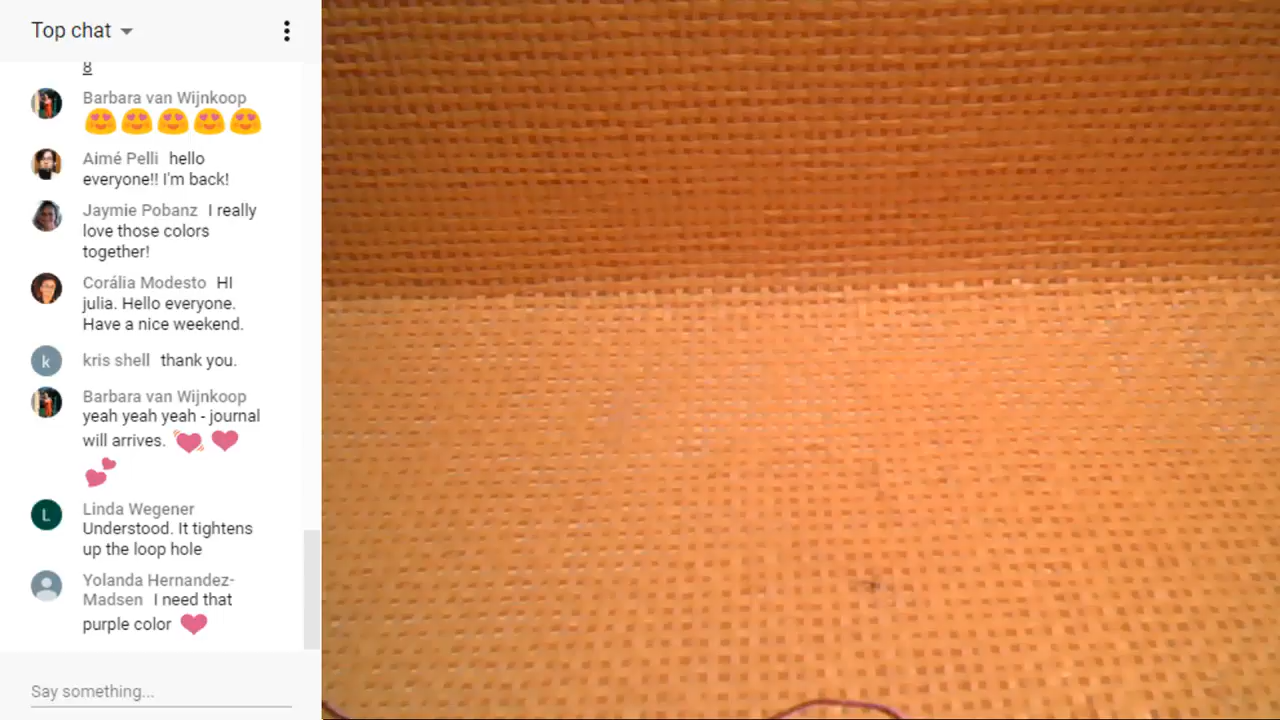 Top chat
8
Barbara van Wijnkoop
Aimé Pelli hello
everyone!! I'm back!
Jaymie Pobanz I really
love those colors
together!
Corália Modesto HI
julia. Hello everyone.
Have a nice weekend.
kris shell thank you.
k
Barbara van Wijnkoop
yeah yeah yeah - journal
will arrives.
Linda Wegener
L
Understood. It tightens
up the loop hole
Yolanda Hernandez-
Madsen I need that
purple color
Say something...